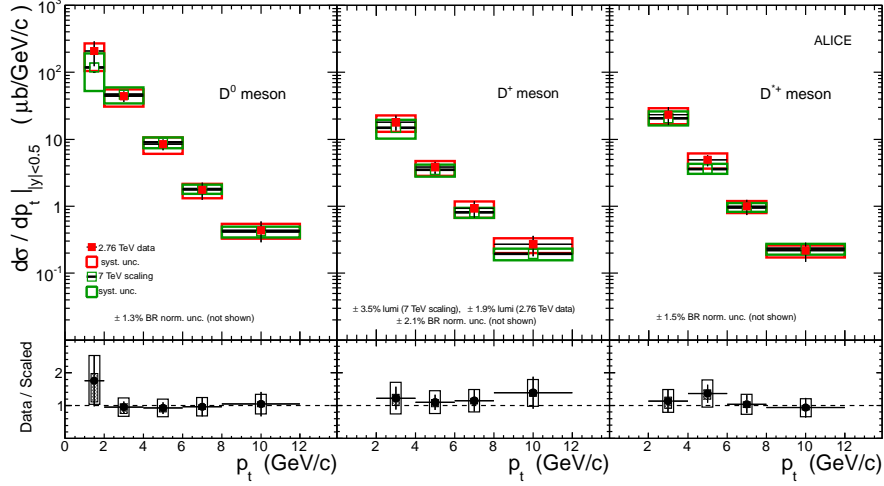 dσ / dp_t |_|y|<0.5 ( μb/GeV/c )
10³
10²
10
1
10⁻¹
D⁰ meson
2.76 TeV data
syst. unc.
7 TeV scaling
syst. unc.
± 1.3% BR norm. unc. (not shown)
D⁺ meson
± 3.5% lumi (7 TeV scaling), ± 1.9% lumi (2.76 TeV data)
± 2.1% BR norm. unc. (not shown)
ALICE
D*⁺ meson
± 1.5% BR norm. unc. (not shown)
Data / Scaled
2
1
0 2 4 6 8 10 12
0 2 4 6 8 10 12
0 2 4 6 8 10 12
p_t (GeV/c)
p_t (GeV/c)
p_t (GeV/c)